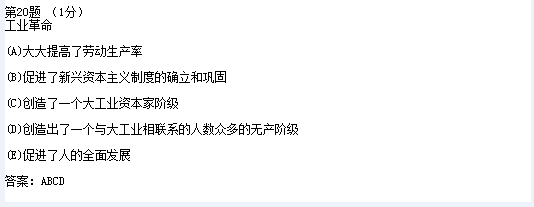 第20题 （1分）
工业革命
(A)大大提高了劳动生产率
(B)促进了新兴资本主义制度的确立和巩固
(C)创造了一个大工业资本家阶级
(D)创造出了一个与大工业相联系的人数众多的无产阶级
(E)促进了人的全面发展
答案：ABCD